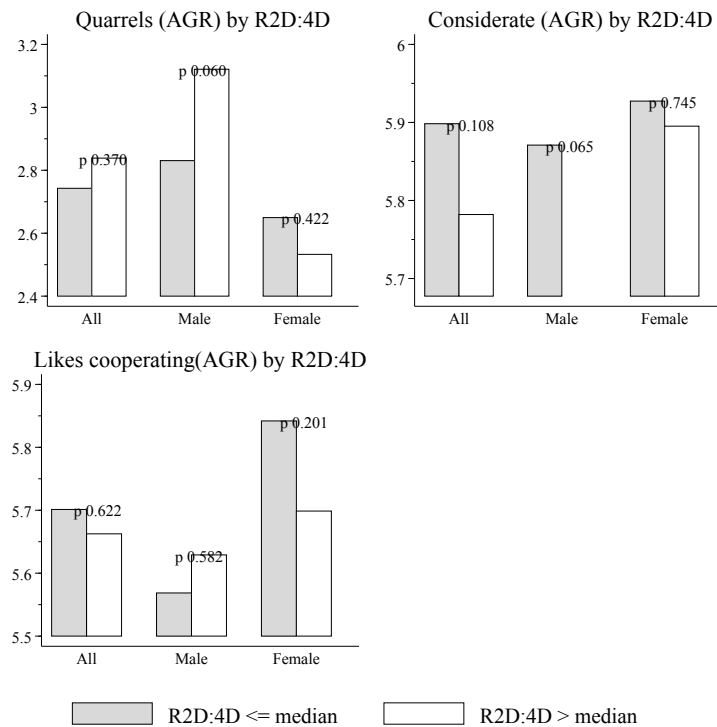 Quarrels (AGR) by R2D:4D
3.2
3
2.8
2.6
2.4
p 0.370
p 0.060
p 0.422
All Male Female
Considerate (AGR) by R2D:4D
6
5.9
5.8
5.7
p 0.108
p 0.065
p 0.745
All Male Female
Likes cooperating(AGR) by R2D:4D
5.9
5.8
5.7
5.6
5.5
p 0.622
p 0.582
p 0.201
All Male Female
R2D:4D <= median R2D:4D > median